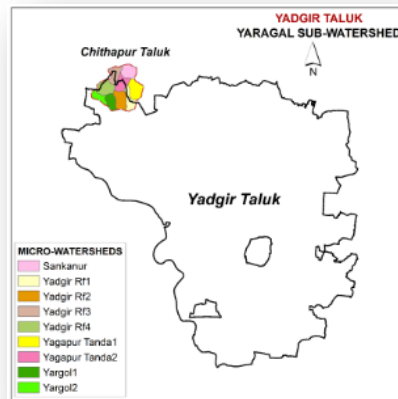 YADGIR TALUK
YARAGAL SUB-WATERSHED
Chithapur Taluk
N
Yadgir Taluk
MICRO-WATERSHEDS
Sankanur
Yadgir Rf1
Yadgir Rf2
Yadgir Rf3
Yadgir Rf4
Yagapur Tanda1
Yagapur Tanda2
Yargol1
Yargol2